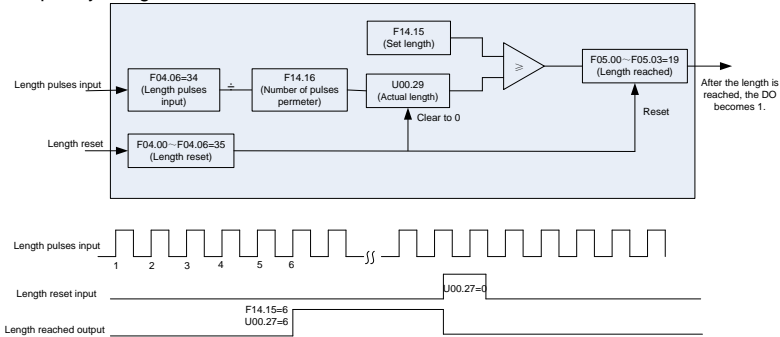 F14.15
(Set length)
F04.06=34
(Length pulses
input)
÷
F14.16
(Number of pulses
permeter)
U00.29
(Actual length)
≥
F05.00～F05.03=19
(Length reached)
Length pulses input
After the length is
reached, the DO
becomes 1.
Clear to 0
Reset
Length reset
F04.00～F04.06=35
(Length reset)
Length pulses input
1 2 3 4 5 6
Length reset input
U00.27=0
F14.15=6
U00.27=6
Length reached output